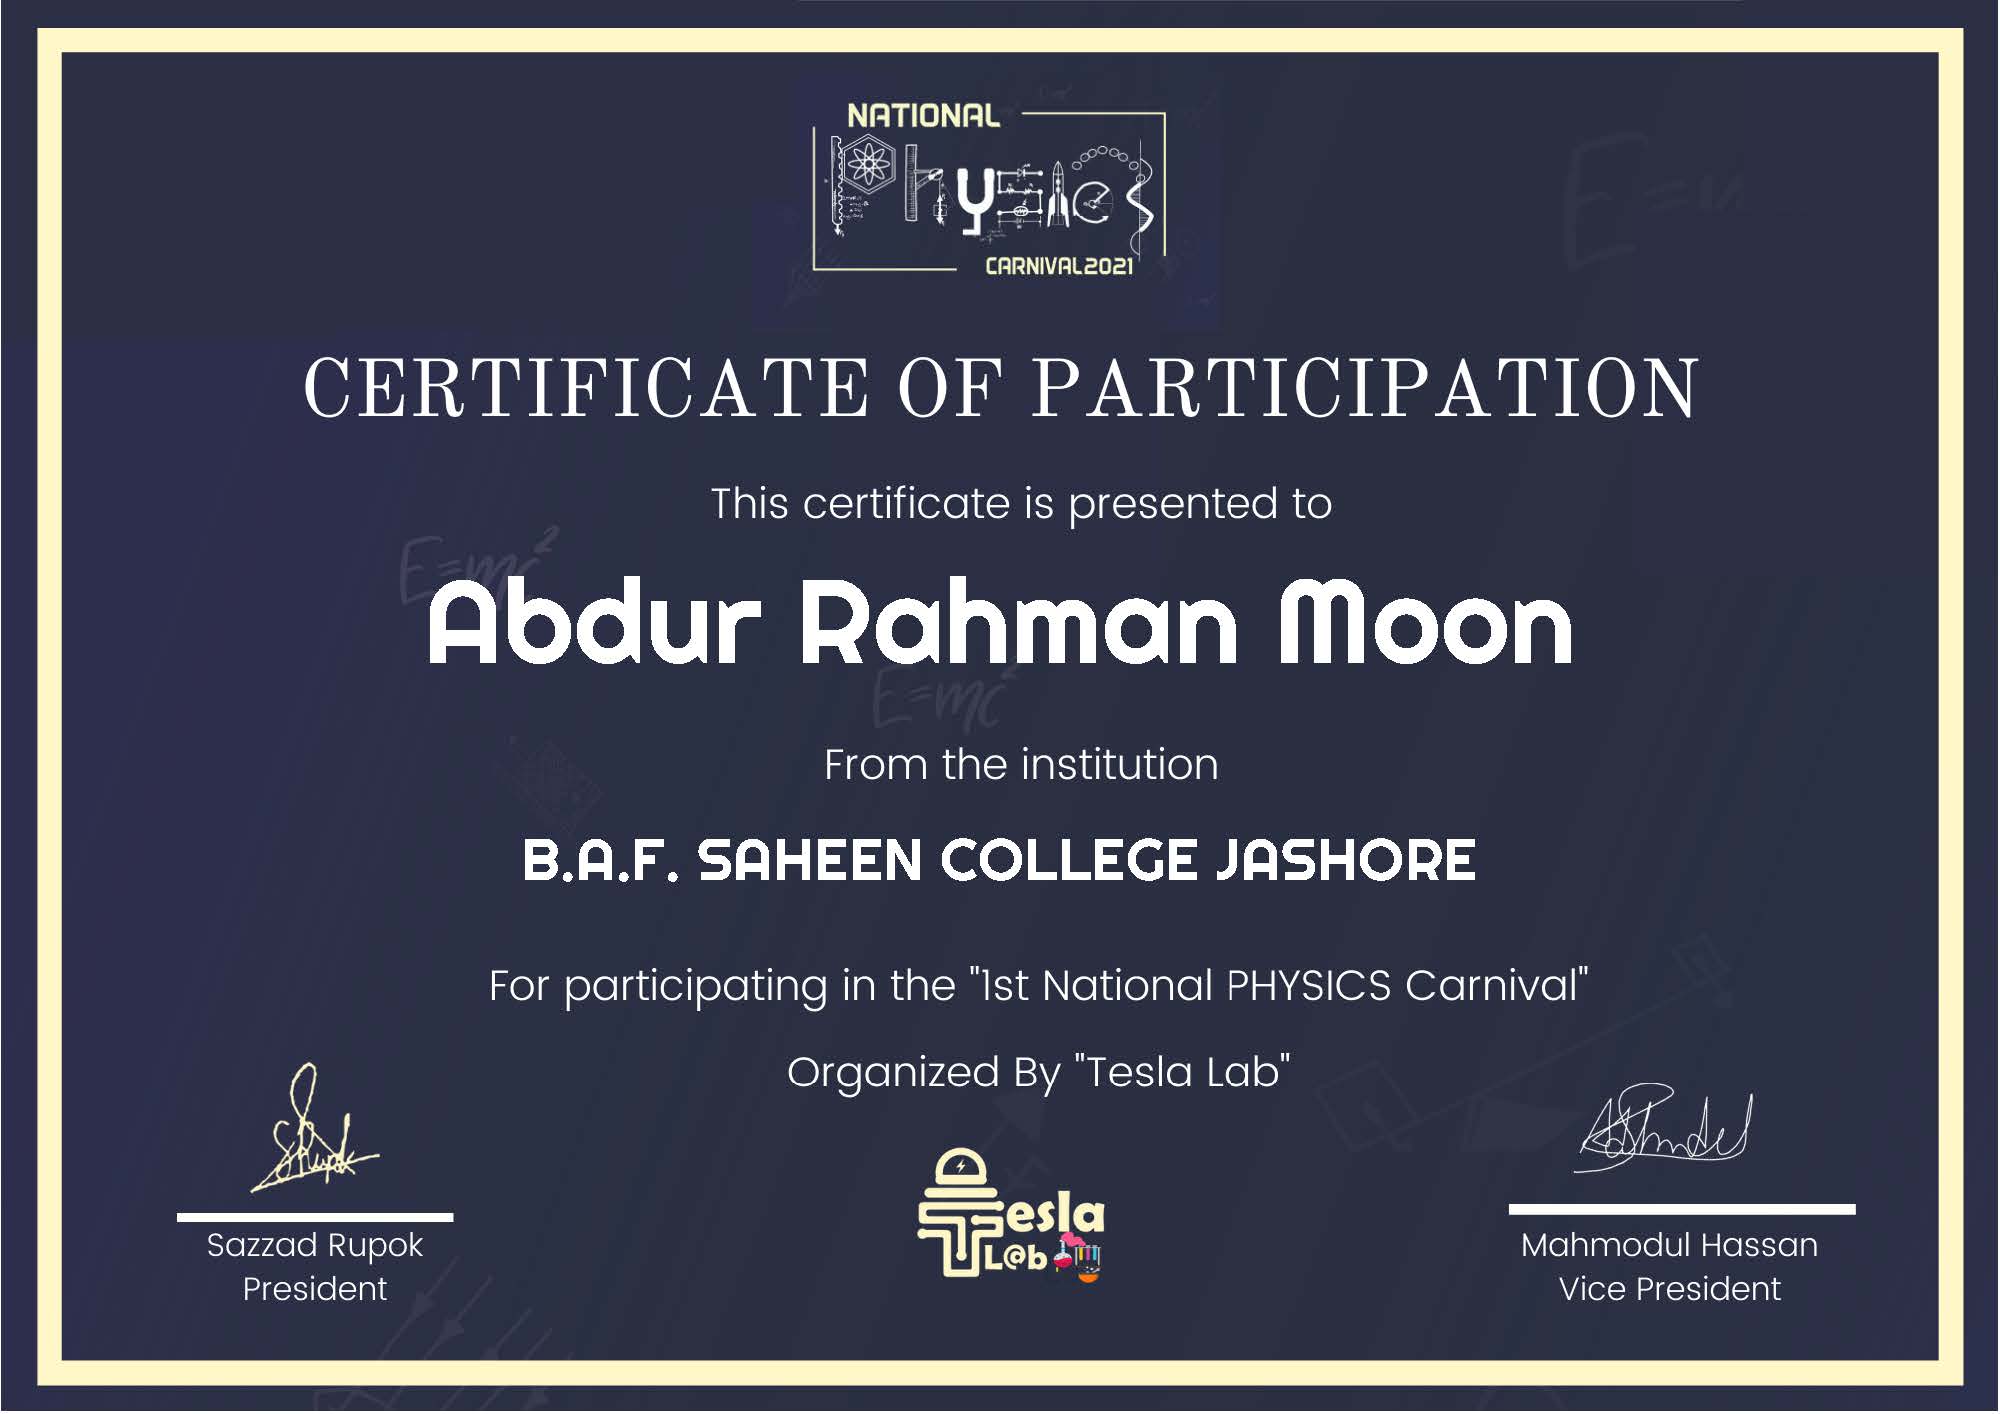 NATIONAL
Physics
CARNIVAL2021
CERTIFICATE OF PARTICIPATION
This certificate is presented to
E=mc²
Abdur Rahman Moon
E=mc²
From the institution
B.A.F. SAHEEN COLLEGE JASHORE
For participating in the "1st National PHYSICS Carnival"
Organized By "Tesla Lab"
Tesla
L@b
Sazzad Rupok
President
Mahmodul Hassan
Vice President